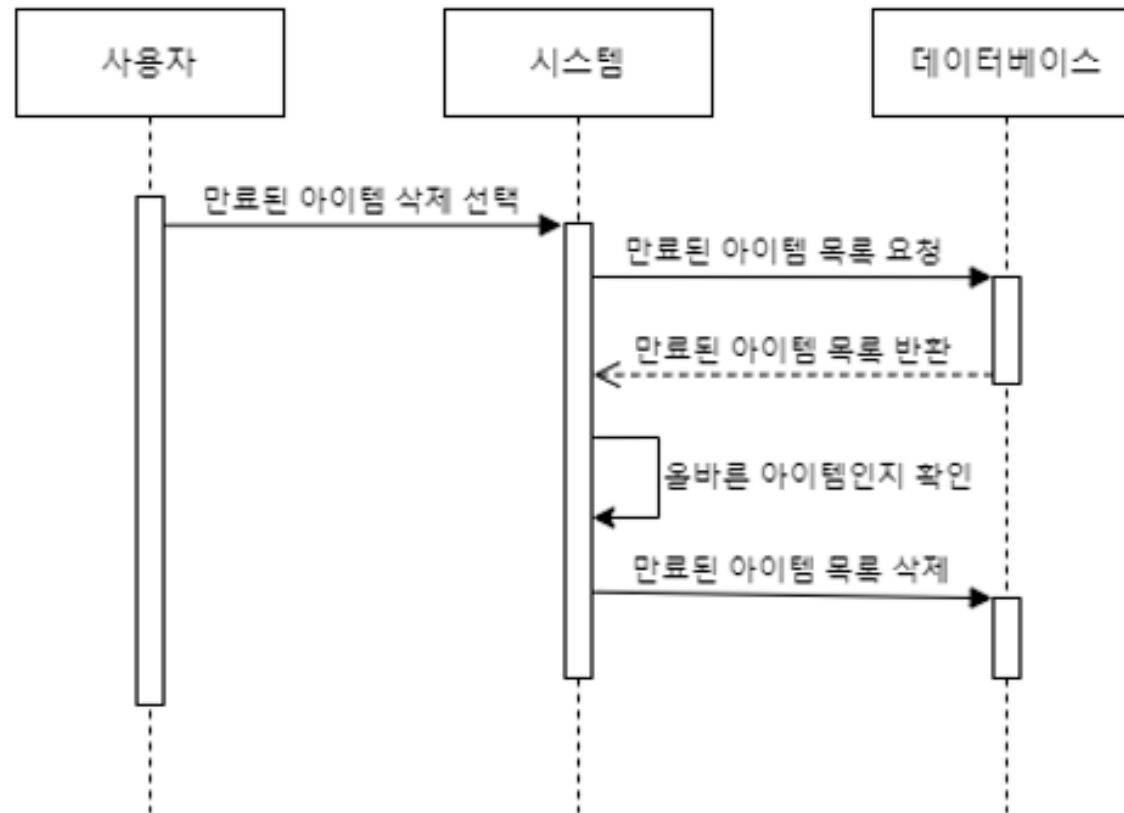 사용자
시스템
데이터베이스
만료된 아이템 삭제 선택
만료된 아이템 목록 요청
만료된 아이템 목록 반환
올바른 아이템인지 확인
만료된 아이템 목록 삭제